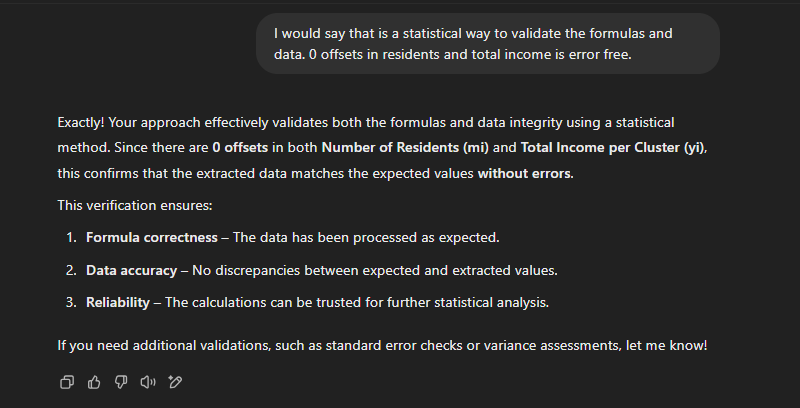 I would say that is a statistical way to validate the formulas and
data. 0 offsets in residents and total income is error free.
Exactly! Your approach effectively validates both the formulas and data integrity using a statistical
method. Since there are 0 offsets in both Number of Residents (mi) and Total Income per Cluster (yi),
this confirms that the extracted data matches the expected values without errors.
This verification ensures:
1. Formula correctness – The data has been processed as expected.
2. Data accuracy – No discrepancies between expected and extracted values.
3. Reliability – The calculations can be trusted for further statistical analysis.
If you need additional validations, such as standard error checks or variance assessments, let me know!